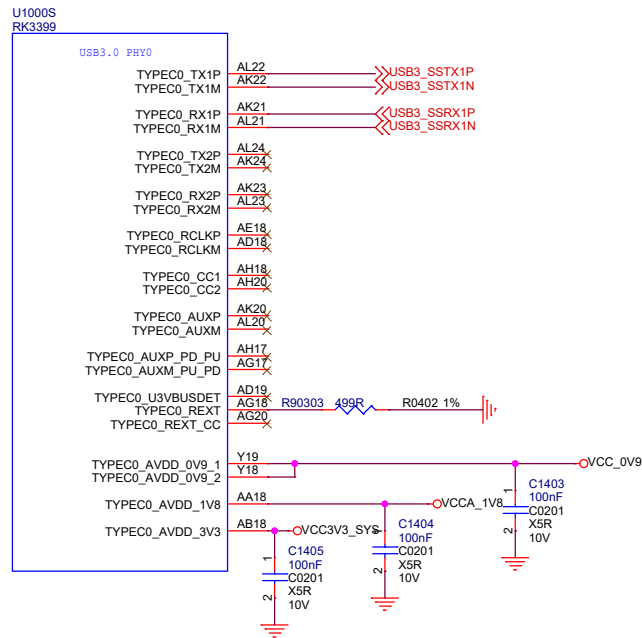 U1000S
RK3399
USB3.0 PHY0
TYPEC0_TX1P AL22 USB3_SSTX1P
TYPEC0_TX1M AK22 USB3_SSTX1N
TYPEC0_RX1P AK21 USB3_SSRX1P
TYPEC0_RX1M AL21 USB3_SSRX1N
TYPEC0_TX2P AL24
TYPEC0_TX2M AK24
TYPEC0_RX2P AK23
TYPEC0_RX2M AL23
TYPEC0_RCLKP AE18
TYPEC0_RCLKM AD18
TYPEC0_CC1 AH18
TYPEC0_CC2 AH20
TYPEC0_AUXP AK20
TYPEC0_AUXM AL20
TYPEC0_AUXP_PD_PU AH17
TYPEC0_AUXM_PU_PD AG17
TYPEC0_U3VBUSDET AD19
TYPEC0_REXT AG18 R90303 499R R0402 1%
TYPEC0_REXT_CC AG20
TYPEC0_AVDD_0V9_1 Y19 VCC_0V9
TYPEC0_AVDD_0V9_2 Y18
TYPEC0_AVDD_1V8 AA18 VCCA_1V8
TYPEC0_AVDD_3V3 AB18 VCC3V3_SYS
1 C1403
100nF
C0201
2 X5R
10V
1 C1404
100nF
C0201
2 X5R
10V
1 C1405
100nF
C0201
2 X5R
10V